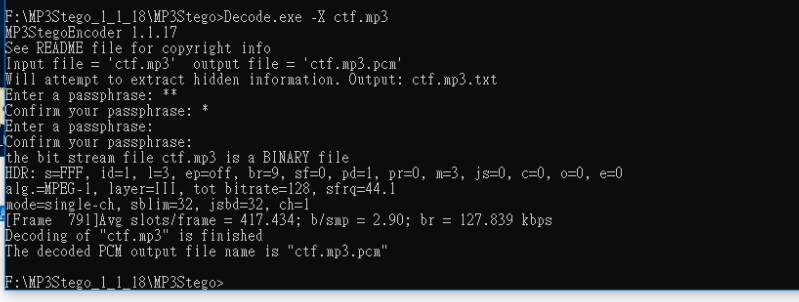 F:\MP3Stego_1_1_18\MP3Stego>Decode.exe -X ctf.mp3
MP3StegoEncoder 1.1.17
See README file for copyright info
Input file = 'ctf.mp3'  output file = 'ctf.mp3.pcm'
Will attempt to extract hidden information. Output: ctf.mp3.txt
Enter a passphrase: **
Confirm your passphrase: *
Enter a passphrase:
Confirm your passphrase:
the bit stream file ctf.mp3 is a BINARY file
HDR: s=FFF, id=1, l=3, ep=off, br=9, sf=0, pd=1, pr=0, m=3, js=0, c=0, o=0, e=0
alg.=MPEG-1, layer=III, tot bitrate=128, sfrq=44.1
mode=single-ch, sblim=32, jsbd=32, ch=1
[Frame  791]Avg slots/frame = 417.434; b/smp = 2.90; br = 127.839 kbps
Decoding of "ctf.mp3" is finished
The decoded PCM output file name is "ctf.mp3.pcm"
F:\MP3Stego_1_1_18\MP3Stego>